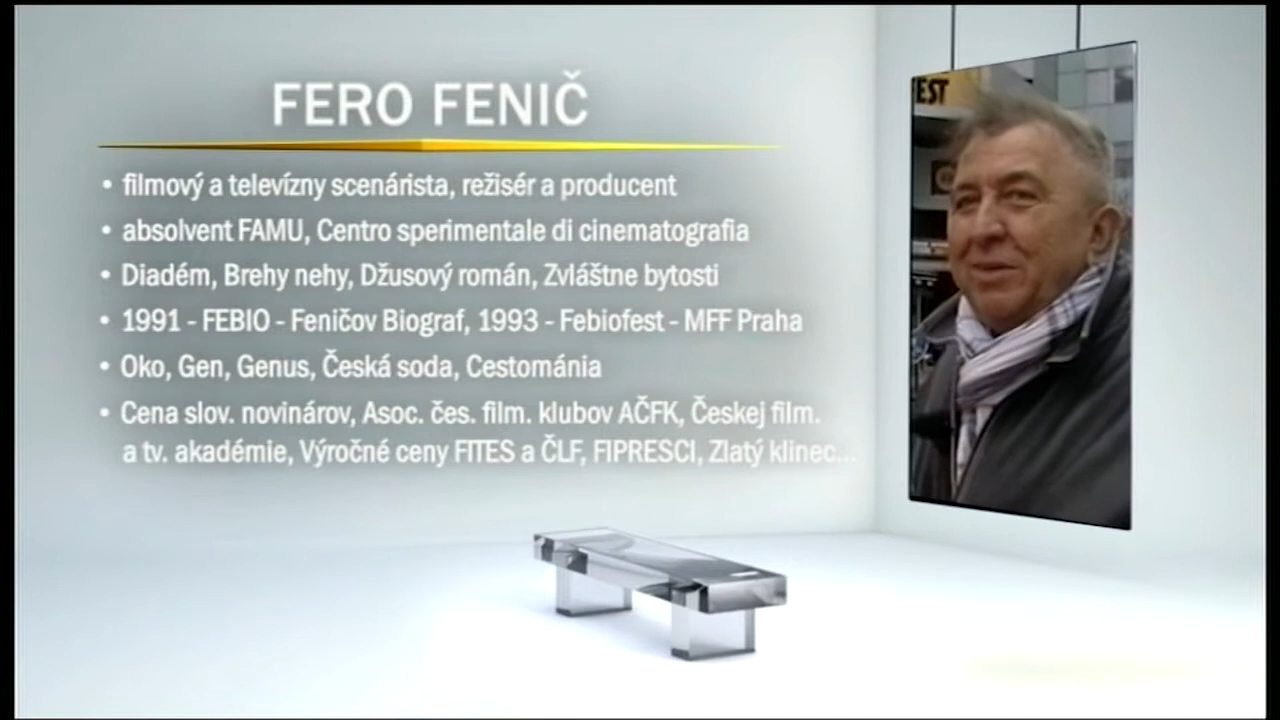 FERO FENIČ
• filmový a televízny scenárista, režisér a producent
• absolvent FAMU, Centro sperimentale di cinematografia
• Diadém, Brehy nehy, Džusový román, Zvláštne bytosti
• 1991 - FEBIO - Feničov Biograf, 1993 - Febiofest - MFF Praha
• Oko, Gen, Genus, Česká soda, Cestománia
• Cena slov. novinárov, Asoc. čes. film. klubov AČFK, Českej film.
a tv. akadémie, Výročné ceny FITES a ČLF, FIPRESCI, Zlatý klinec...
EST